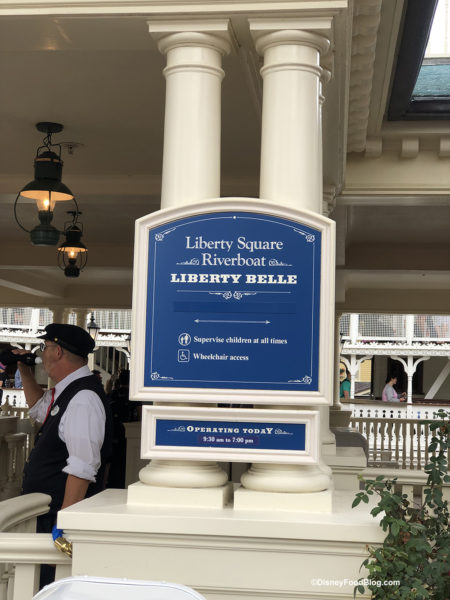 Liberty Square
Riverboat
LIBERTY BELLE
Supervise children at all times
Wheelchair access
OPERATING TODAY
9:30 am to 7:00 pm
©DisneyFoodBlog.com